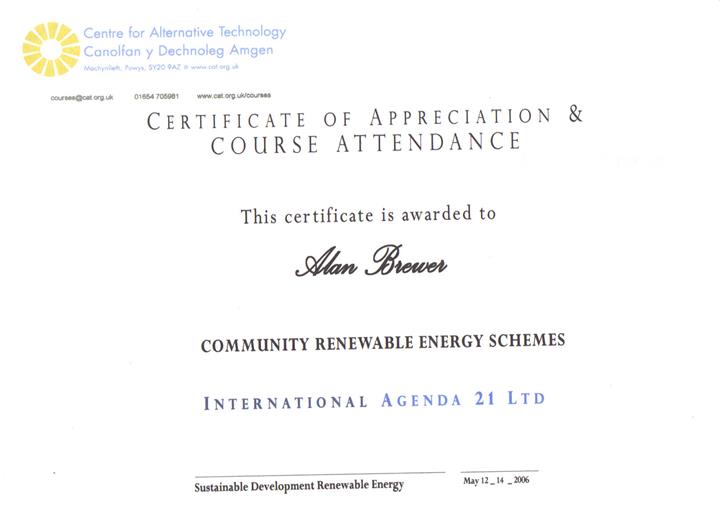 Centre for Alternative Technology
Canolfan y Dechnoleg Amgen
Machynlleth, Powys, SY20 9AZ www.cat.org.uk
courses@cat.org.uk 01654 705981 www.cat.org.uk/courses
CERTIFICATE OF APPRECIATION &
COURSE ATTENDANCE
This certificate is awarded to
Alan Brewer
COMMUNITY RENEWABLE ENERGY SCHEMES
INTERNATIONAL AGENDA 21 LTD
Sustainable Development Renewable Energy May 12 _ 14 _ 2006